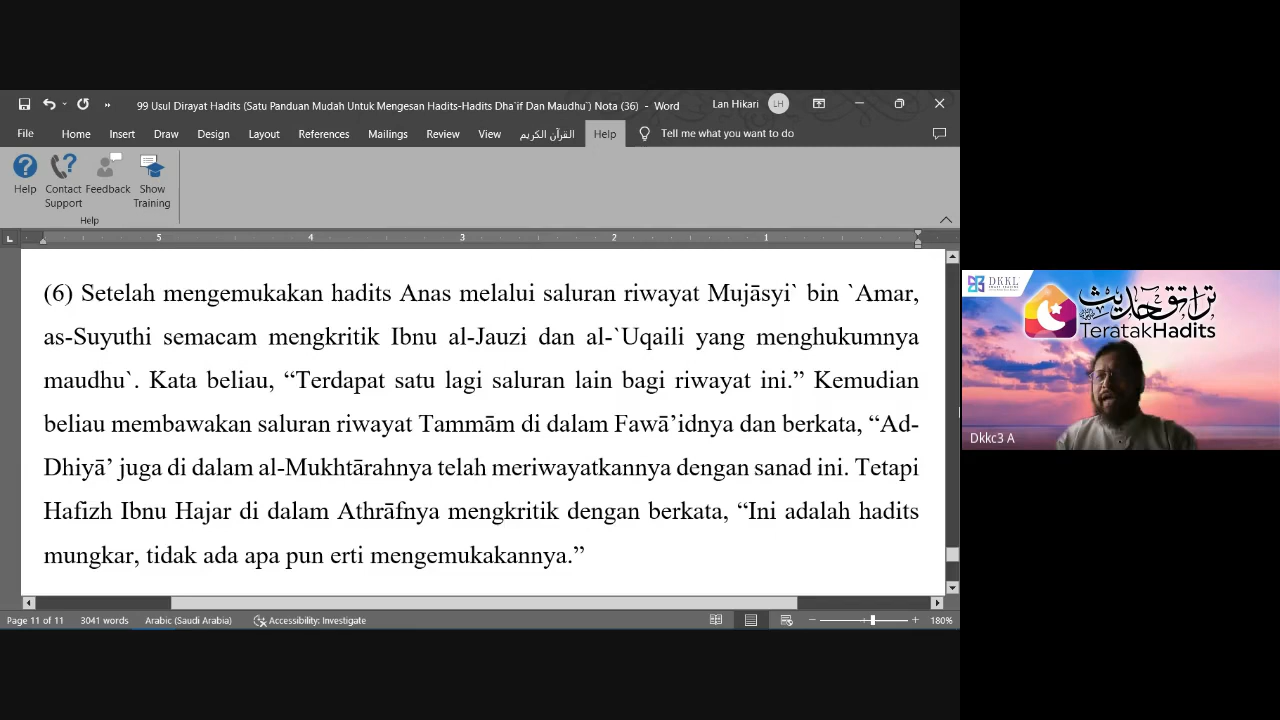 99 Usul Dirayat Hadits (Satu Panduan Mudah Untuk Mengesan Hadits-Hadits Dha`if Dan Maudhu`) Nota (36) - Word
Lan Hikari
LH
File Home Insert Draw Design Layout References Mailings Review View القرآن الكريم Help Tell me what you want to do
Help
Contact Support
Feedback
Show Training
Help
5 4 3 2 1
(6) Setelah mengemukakan hadits Anas melalui saluran riwayat Mujāsyi` bin `Amar,
as-Suyuthi semacam mengkritik Ibnu al-Jauzi dan al-`Uqaili yang menghukumnya
maudhu`. Kata beliau, “Terdapat satu lagi saluran lain bagi riwayat ini.” Kemudian
beliau membawakan saluran riwayat Tammām di dalam Fawā’idnya dan berkata, “Ad-
Dhiyā’ juga di dalam al-Mukhtārahnya telah meriwayatkannya dengan sanad ini. Tetapi
Hafizh Ibnu Hajar di dalam Athrāfnya mengkritik dengan berkata, “Ini adalah hadits
mungkar, tidak ada apa pun erti mengemukakannya.”
Page 11 of 11 3041 words Arabic (Saudi Arabia) Accessibility: Investigate 180%
DKKL
تراتق حديث
TeratakHadits
Dkkc3 A